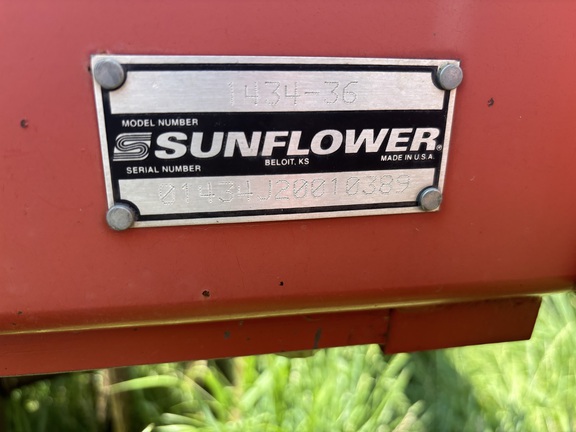 1434-36
MODEL NUMBER
SUNFLOWER®
BELOIT, KS MADE IN U.S.A.
SERIAL NUMBER
01434J20010389